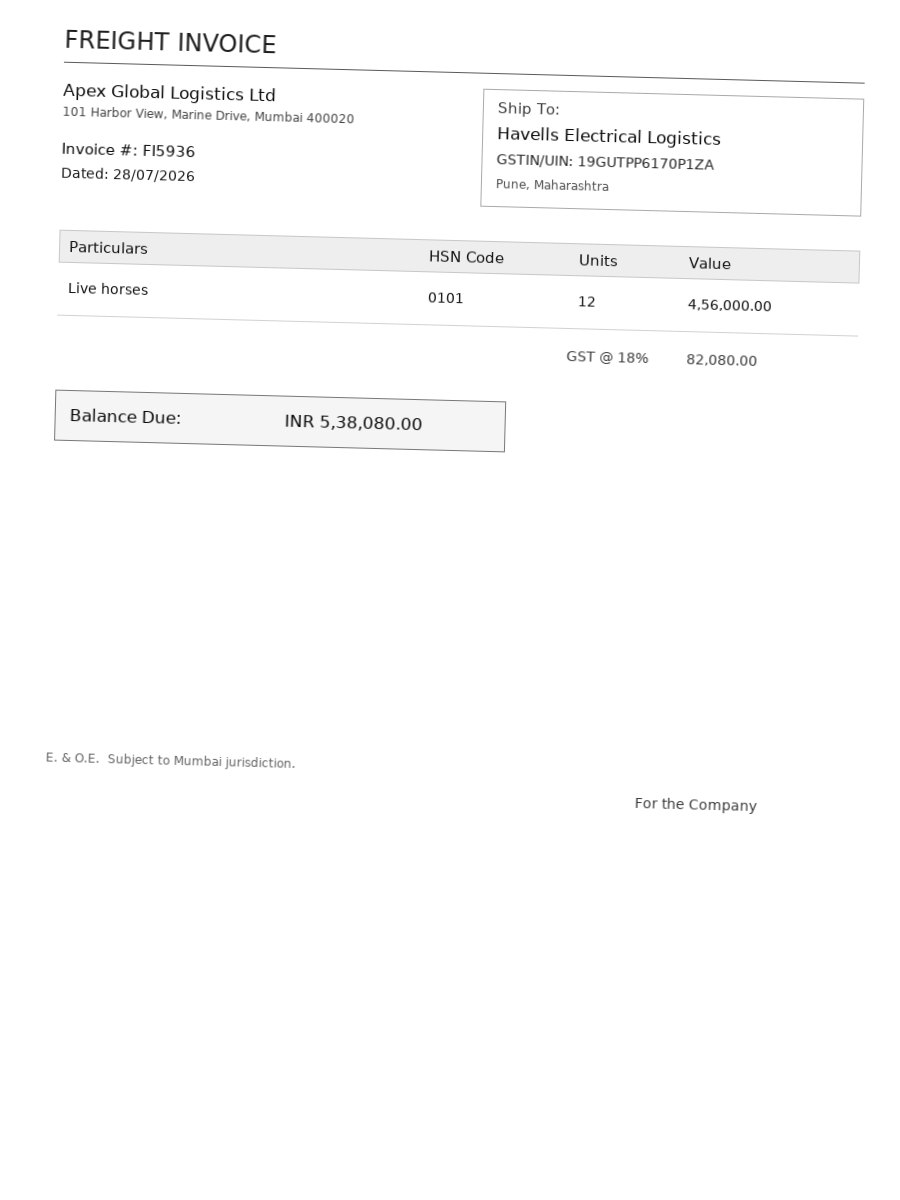 FREIGHT INVOICE
Apex Global Logistics Ltd
101 Harbor View, Marine Drive, Mumbai 400020
Invoice #: FI5936
Dated: 28/07/2026
Ship To:
Havells Electrical Logistics
GSTIN/UIN: 19GUTPP6170P1ZA
Pune, Maharashtra
Particulars HSN Code Units Value
Live horses 0101 12 4,56,000.00
GST @ 18% 82,080.00
Balance Due: INR 5,38,080.00
E. & O.E. Subject to Mumbai jurisdiction.
For the Company